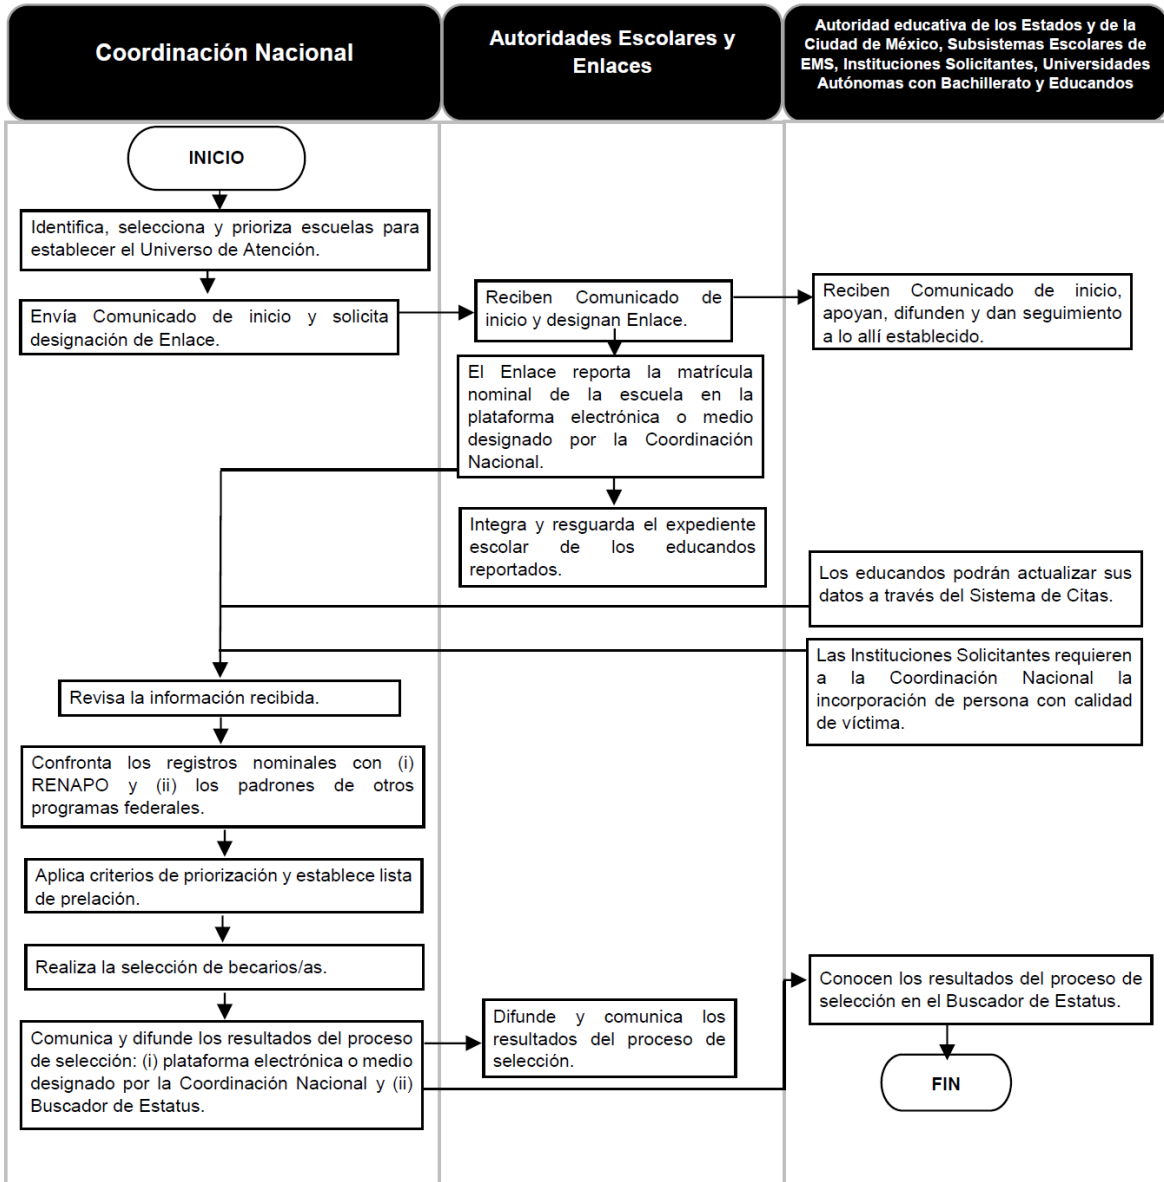 Coordinación Nacional
Autoridades Escolares y
Enlaces
Autoridad educativa de los Estados y de la
Ciudad de México, Subsistemas Escolares de
EMS, Instituciones Solicitantes, Universidades
Autónomas con Bachillerato y Educandos
INICIO
Identifica, selecciona y prioriza escuelas para
establecer el Universo de Atención.
Envía Comunicado de inicio y solicita
designación de Enlace.
Reciben Comunicado de
inicio y designan Enlace.
Reciben Comunicado de inicio,
apoyan, difunden y dan seguimiento
a lo allí establecido.
El Enlace reporta la matrícula
nominal de la escuela en la
plataforma electrónica o medio
designado por la Coordinación
Nacional.
Integra y resguarda el expediente
escolar de los educandos
reportados.
Los educandos podrán actualizar sus
datos a través del Sistema de Citas.
Las Instituciones Solicitantes requieren
a la Coordinación Nacional la
incorporación de persona con calidad
de víctima.
Revisa la información recibida.
Confronta los registros nominales con (i)
RENAPO y (ii) los padrones de otros
programas federales.
Aplica criterios de priorización y establece lista
de prelación.
Realiza la selección de becarios/as.
Comunica y difunde los resultados del proceso
de selección: (i) plataforma electrónica o medio
designado por la Coordinación Nacional y (ii)
Buscador de Estatus.
Difunde y comunica los
resultados del proceso de
selección.
Conocen los resultados del proceso de
selección en el Buscador de Estatus.
FIN